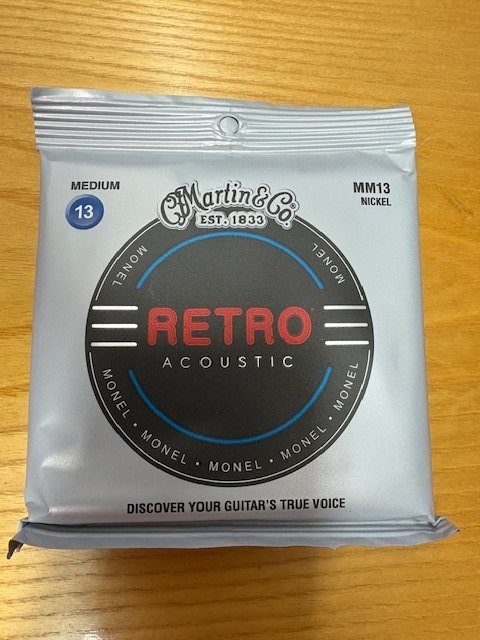 MEDIUM
13
MM13
NICKEL
C.F. Martin & Co.
EST. 1833
MONEL
MONEL
RETRO
ACOUSTIC
MONEL • MONEL • MONEL • MONEL • MONEL
DISCOVER YOUR GUITAR'S TRUE VOICE